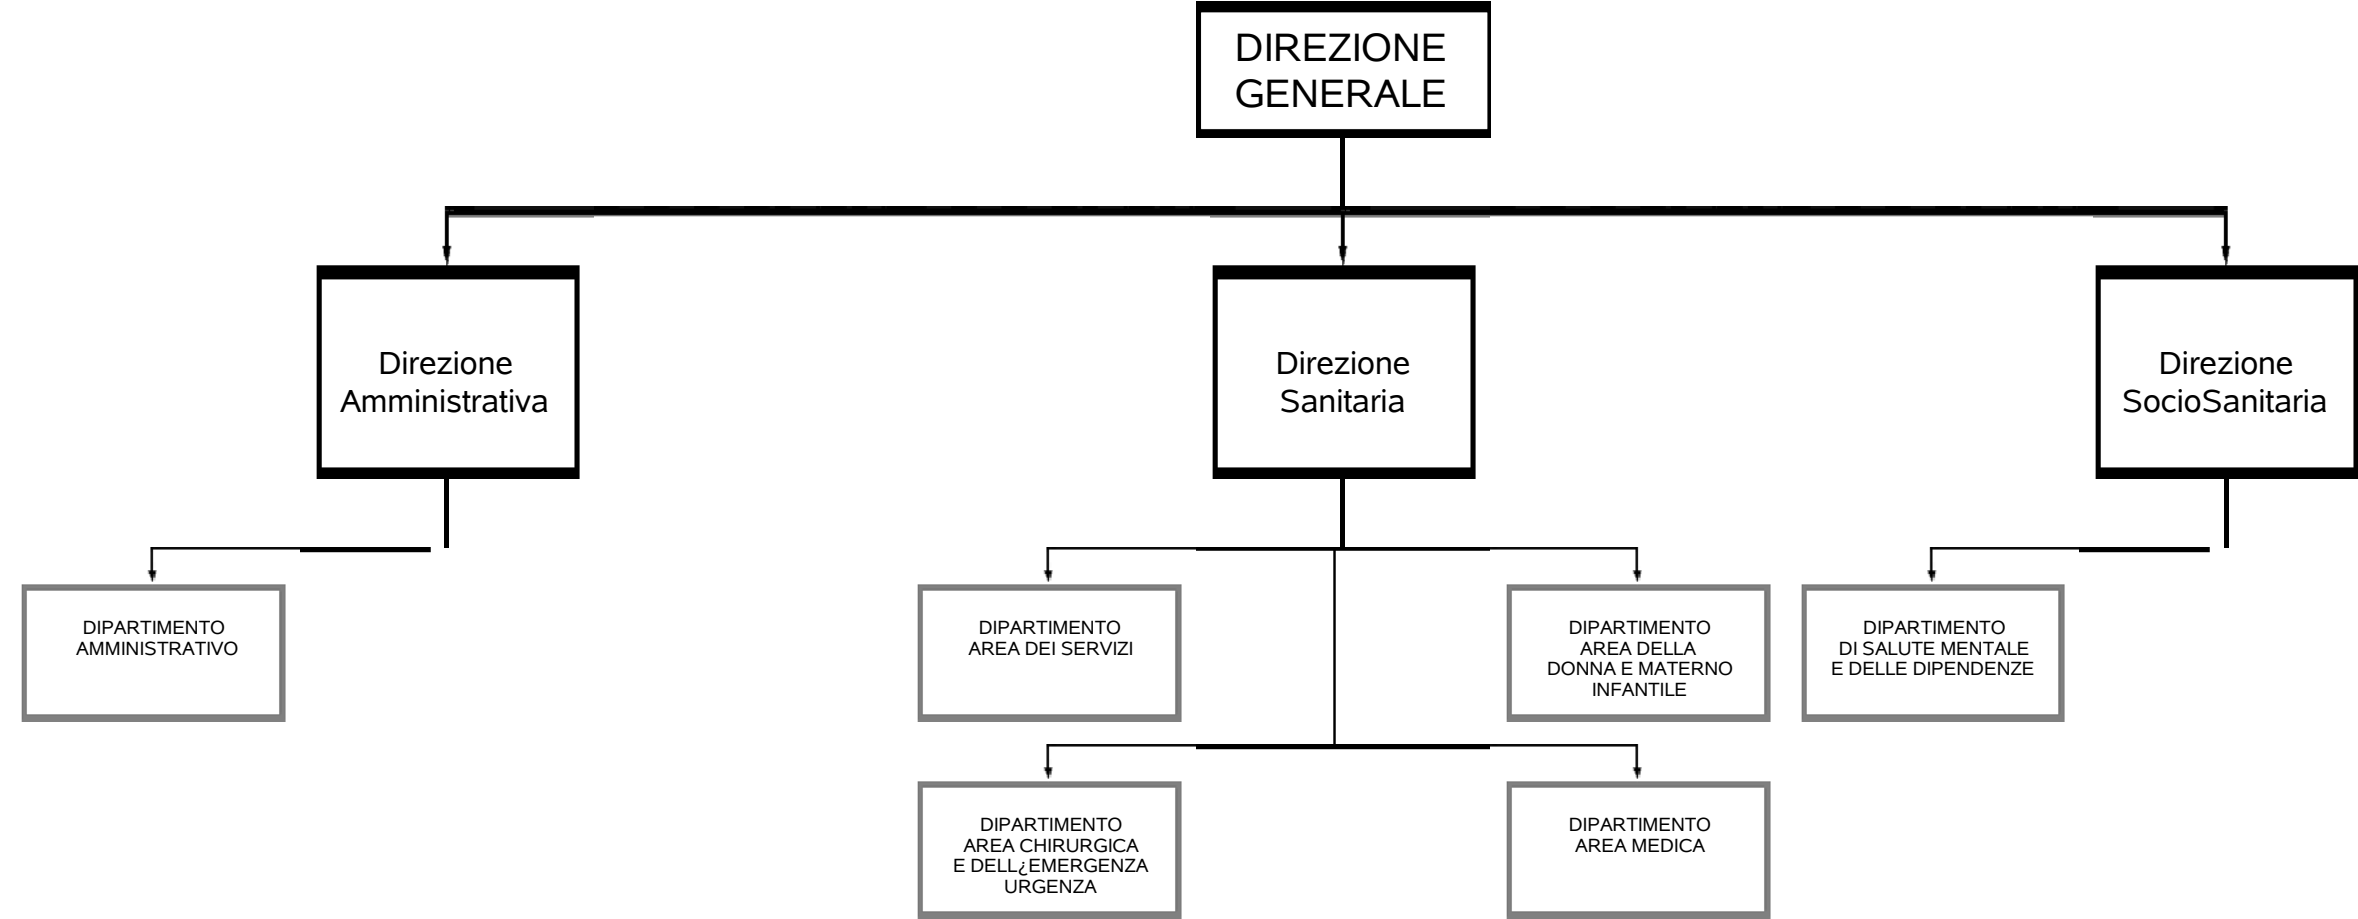 DIREZIONE
GENERALE
Direzione
Amministrativa
Direzione
Sanitaria
Direzione
SocioSanitaria
DIPARTIMENTO
AMMINISTRATIVO
DIPARTIMENTO
AREA DEI SERVIZI
DIPARTIMENTO
AREA DELLA
DONNA E MATERNO
INFANTILE
DIPARTIMENTO
DI SALUTE MENTALE
E DELLE DIPENDENZE
DIPARTIMENTO
AREA CHIRURGICA
E DELL¿EMERGENZA
URGENZA
DIPARTIMENTO
AREA MEDICA